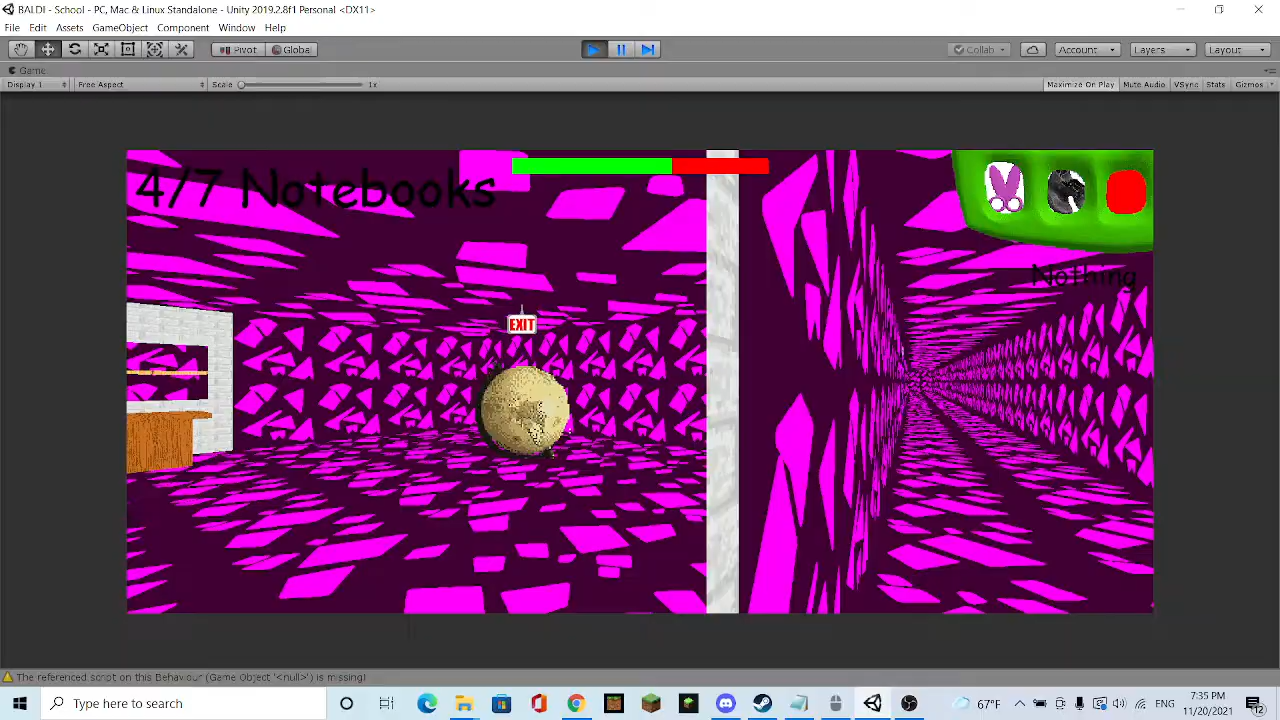 BALDI - School - PC, Mac & Linux Standalone - Unity 2019.2.8f1 Personal <DX11>
File Edit Assets GameObject Component Window Help
Pivot Global Collab Account Layers Layout
Game
Display 1 Free Aspect Scale 1x Maximize On Play Mute Audio VSync Stats Gizmos
4/7 Notebooks
Nothing
EXIT
The referenced script on this Behaviour (Game Object '<null>') is missing!
Type here to search
67°F
ENG
7:35 PM
11/20/2021
12